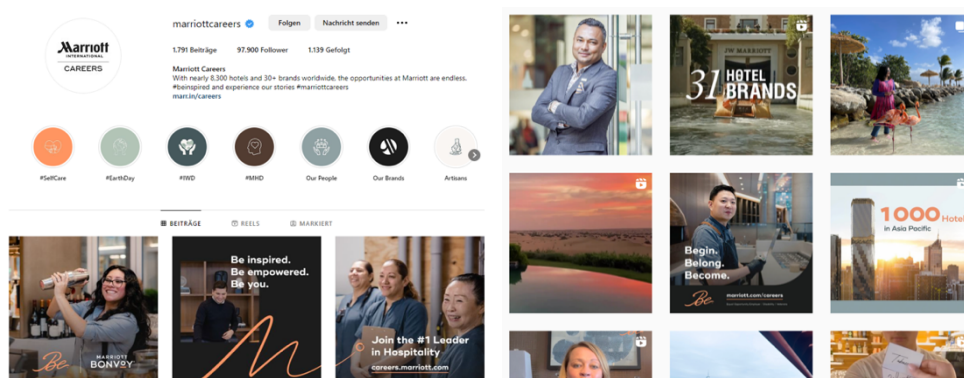 marriottcareers
Folgen
Nachricht senden
1.791 Beiträge 97.900 Follower 1.139 Gefolgt
Marriott
INTERNATIONAL
CAREERS
Marriott Careers
With nearly 8.300 hotels and 30+ brands worldwide, the opportunities at Marriott are endless.
#beinspired and experience our stories #marriottcareers
marr.in/careers
#SelfCare #EarthDay #IWD #MHD Our People Our Brands Artisans
BEITRÄGE REELS MARKIERT
Be
MARRIOTT
BONVOY
Be inspired.
Be empowered.
Be you.
Join the #1 Leader
in Hospitality
careers.marriott.com
JW MARRIOTT
31 HOTEL
BRANDS
Begin.
Belong.
Become.
Be
marriott.com/careers
1000 Hotel
in Asia Pacific